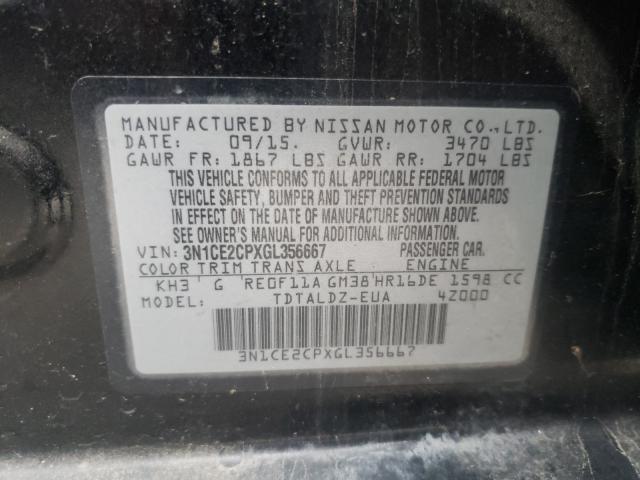 MANUFACTURED BY NISSAN MOTOR CO.,LTD.
DATE: 09/15. GVWR: 3470 LBS
GAWR FR: 1867 LBS GAWR RR: 1704 LBS
THIS VEHICLE CONFORMS TO ALL APPLICABLE FEDERAL MOTOR
VEHICLE SAFETY, BUMPER AND THEFT PREVENTION STANDARDS
IN EFFECT ON THE DATE OF MANUFACTURE SHOWN ABOVE.
SEE OWNER'S MANUAL FOR ADDITIONAL INFORMATION.
VIN: 3N1CE2CPXGL356667 PASSENGER CAR.
COLOR TRIM TRANS AXLE ENGINE
KH3 G RE0F11A GM38 HR16DE 1598 CC
MODEL: TDTALDZ-EUA 4Z000
3N1CE2CPXGL356667